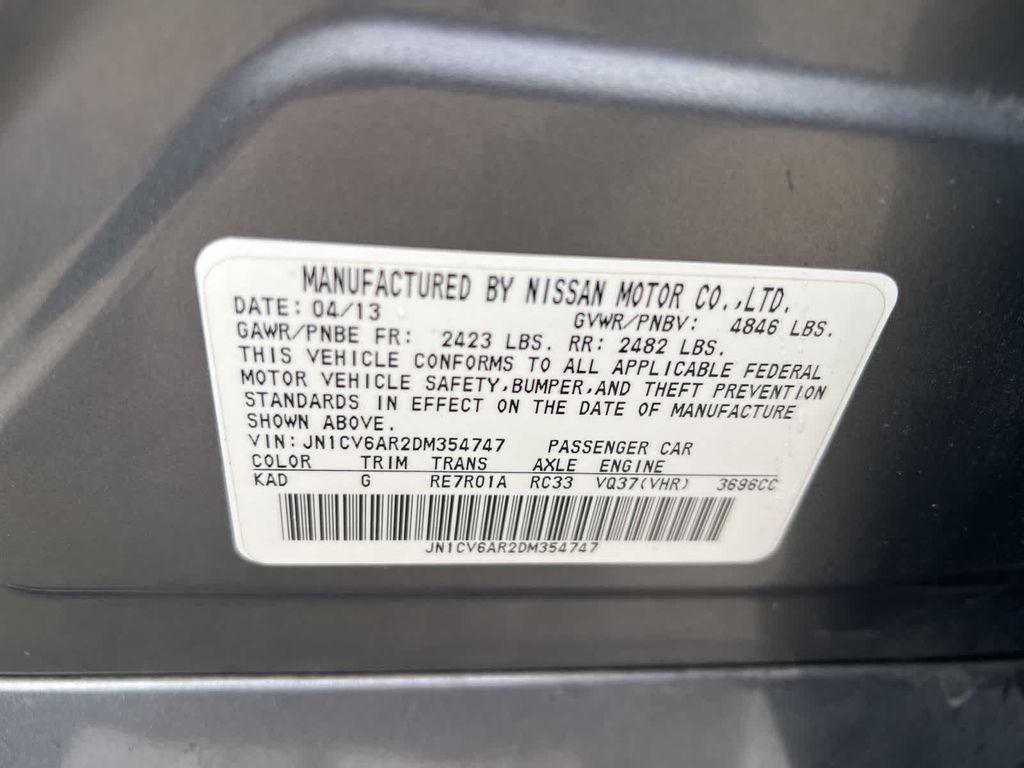 MANUFACTURED BY NISSAN MOTOR CO.,LTD.
DATE: 04/13 GVWR/PNBV: 4846 LBS.
GAWR/PNBE FR: 2423 LBS. RR: 2482 LBS.
THIS VEHICLE CONFORMS TO ALL APPLICABLE FEDERAL
MOTOR VEHICLE SAFETY,BUMPER,AND THEFT PREVENTION
STANDARDS IN EFFECT ON THE DATE OF MANUFACTURE
SHOWN ABOVE.
VIN:JN1CV6AR2DM354747 PASSENGER CAR
COLOR TRIM TRANS AXLE ENGINE
KAD G RE7R01A RC33 VQ37(VHR) 3696CC
JN1CV6AR2DM354747